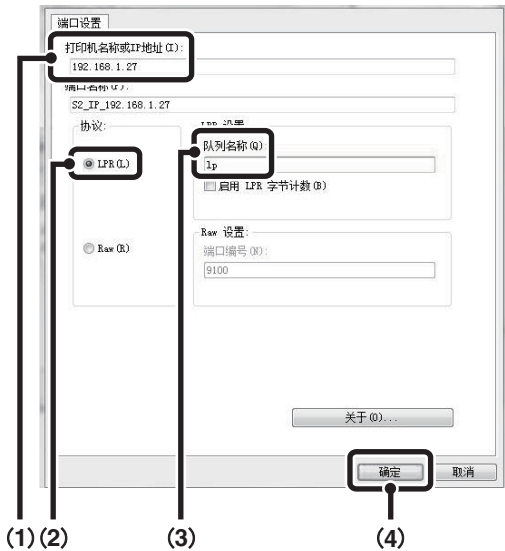 端口设置
打印机名称或IP地址(I):
192.168.1.27
端口名称(P):
S2_IP_192.168.1.27
协议:
LPR 设置
LPR(L)
队列名称(Q):
lp
启用 LPR 字节计数(B)
Raw(R)
Raw 设置:
端口编号(N):
9100
关于(O)...
确定
取消
(1)
(2)
(3)
(4)